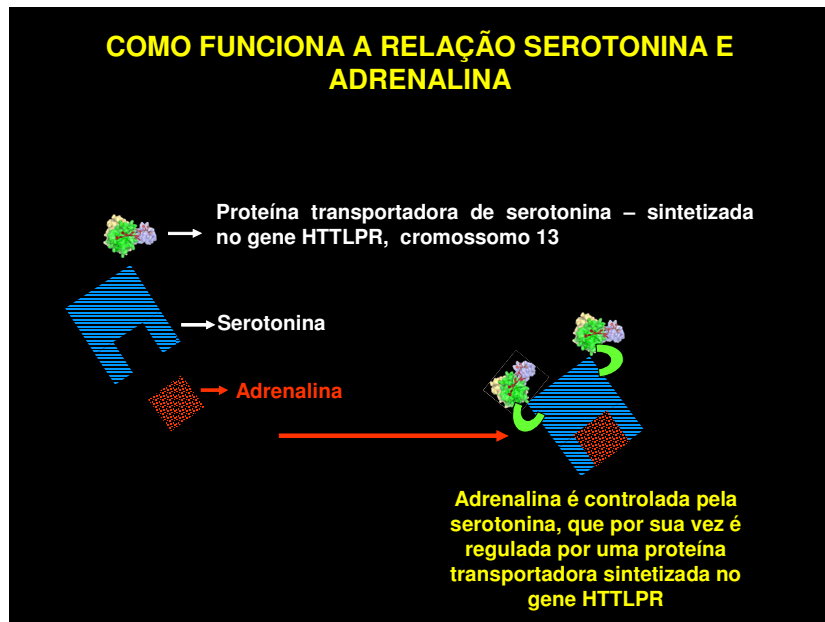 COMO FUNCIONA A RELAÇÃO SEROTONINA E
ADRENALINA
Proteína transportadora de serotonina – sintetizada
no gene HTTLPR, cromossomo 13
Serotonina
Adrenalina
Adrenalina é controlada pela
serotonina, que por sua vez é
regulada por uma proteína
transportadora sintetizada no
gene HTTLPR